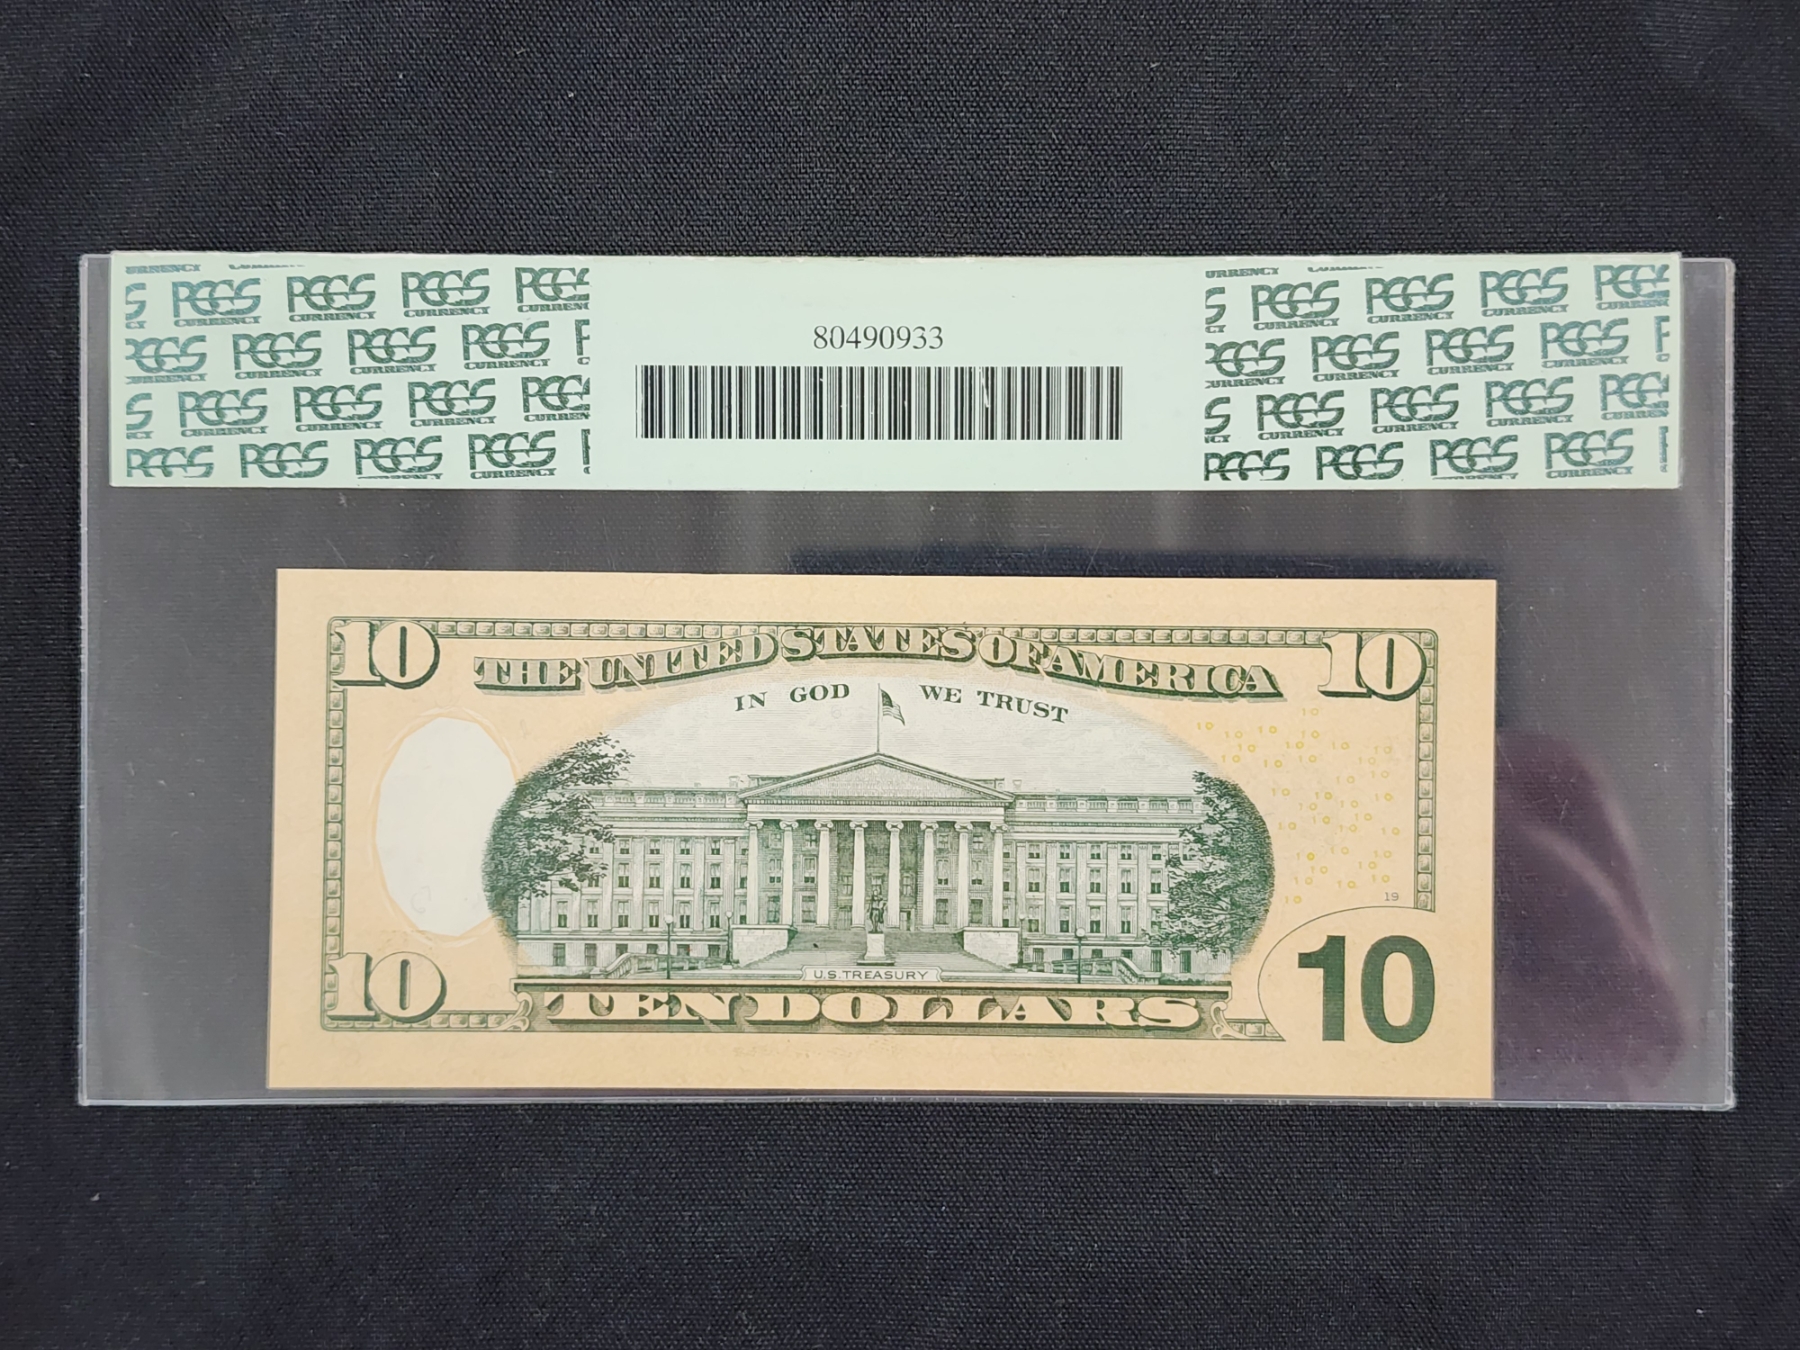 PCGS CURRENCY
80490933
10 THE UNITED STATES OF AMERICA 10
IN GOD WE TRUST
19
U.S. TREASURY
10 TEN DOLLARS 10